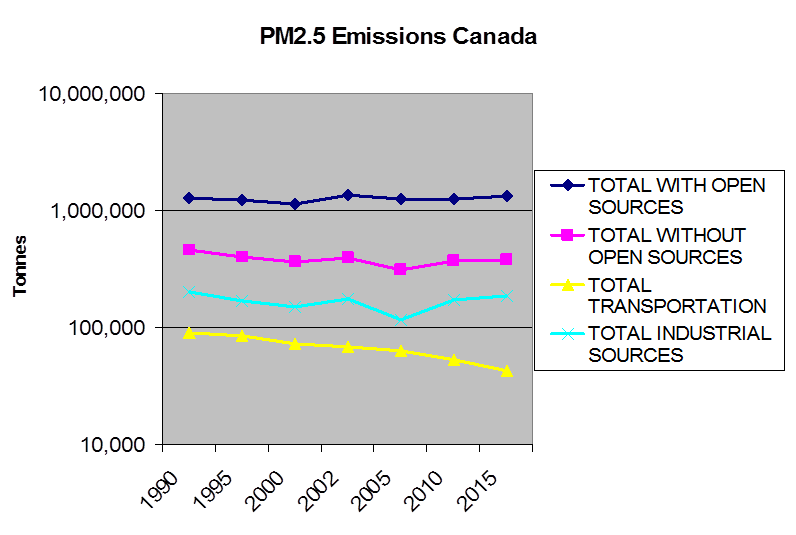 PM2.5 Emissions Canada
10,000,000
1,000,000
100,000
10,000
Tonnes
1990
1995
2000
2002
2005
2010
2015
TOTAL WITH OPEN
SOURCES
TOTAL WITHOUT
OPEN SOURCES
TOTAL
TRANSPORTATION
TOTAL INDUSTRIAL
SOURCES